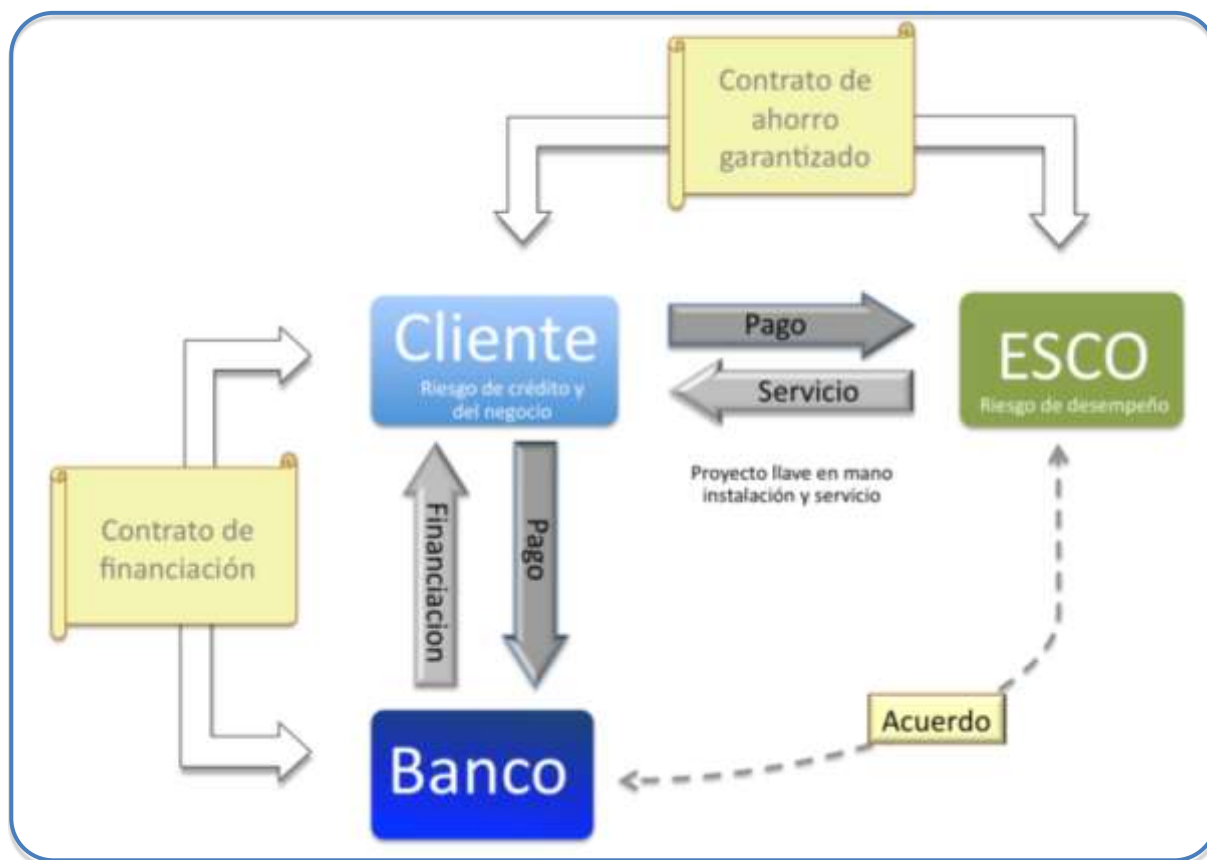 Contrato de
ahorro
garantizado
Cliente
Riesgo de crédito y
del negocio
Pago
Servicio
ESCO
Riesgo de desempeño
Proyecto llave en mano
instalación y servicio
Contrato de
financiación
Financiacion
Pago
Acuerdo
Banco